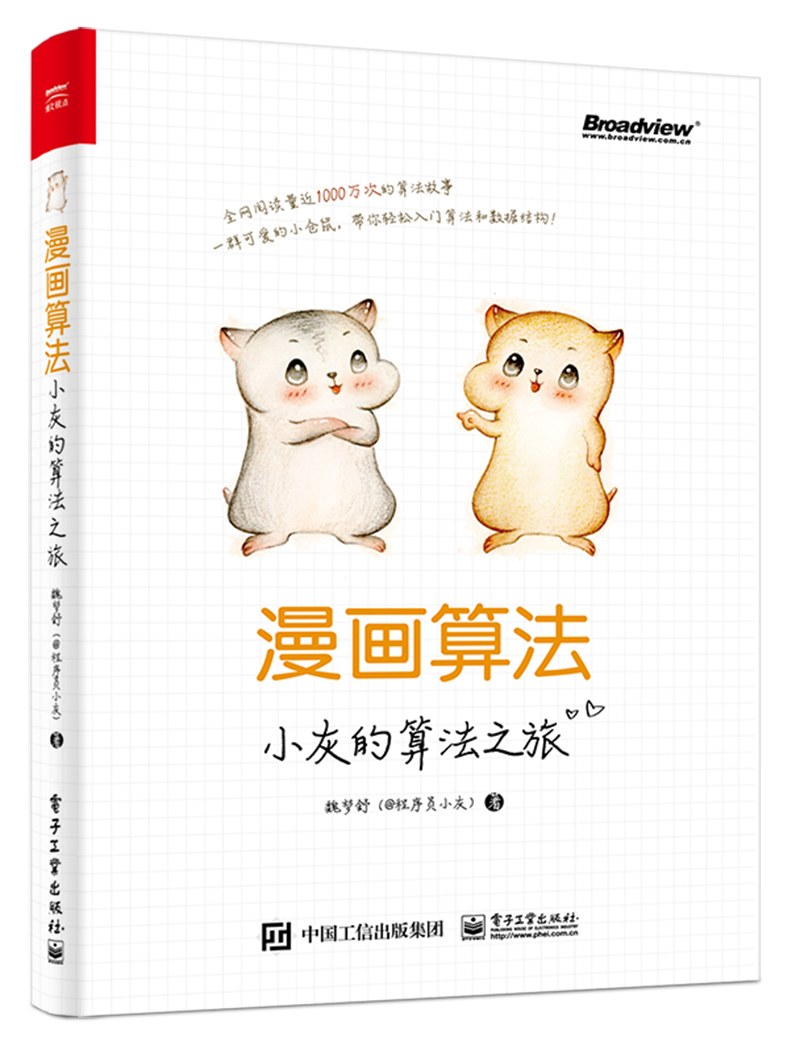 Broadview®
www.broadview.com.cn
全网阅读量近1000万次的算法故事
一群可爱的小仓鼠，带你轻松入门算法和数据结构！
漫画算法
小灰的算法之旅
魏梦舒（@程序员小灰）著
中国工信出版集团
電子工業出版社·
PUBLISHING HOUSE OF ELECTRONICS INDUSTRY
http://www.phei.com.cn
Broadview
博文视点
漫画算法
小灰的算法之旅
魏梦舒（@程序员小灰）著
電子工業出版社·